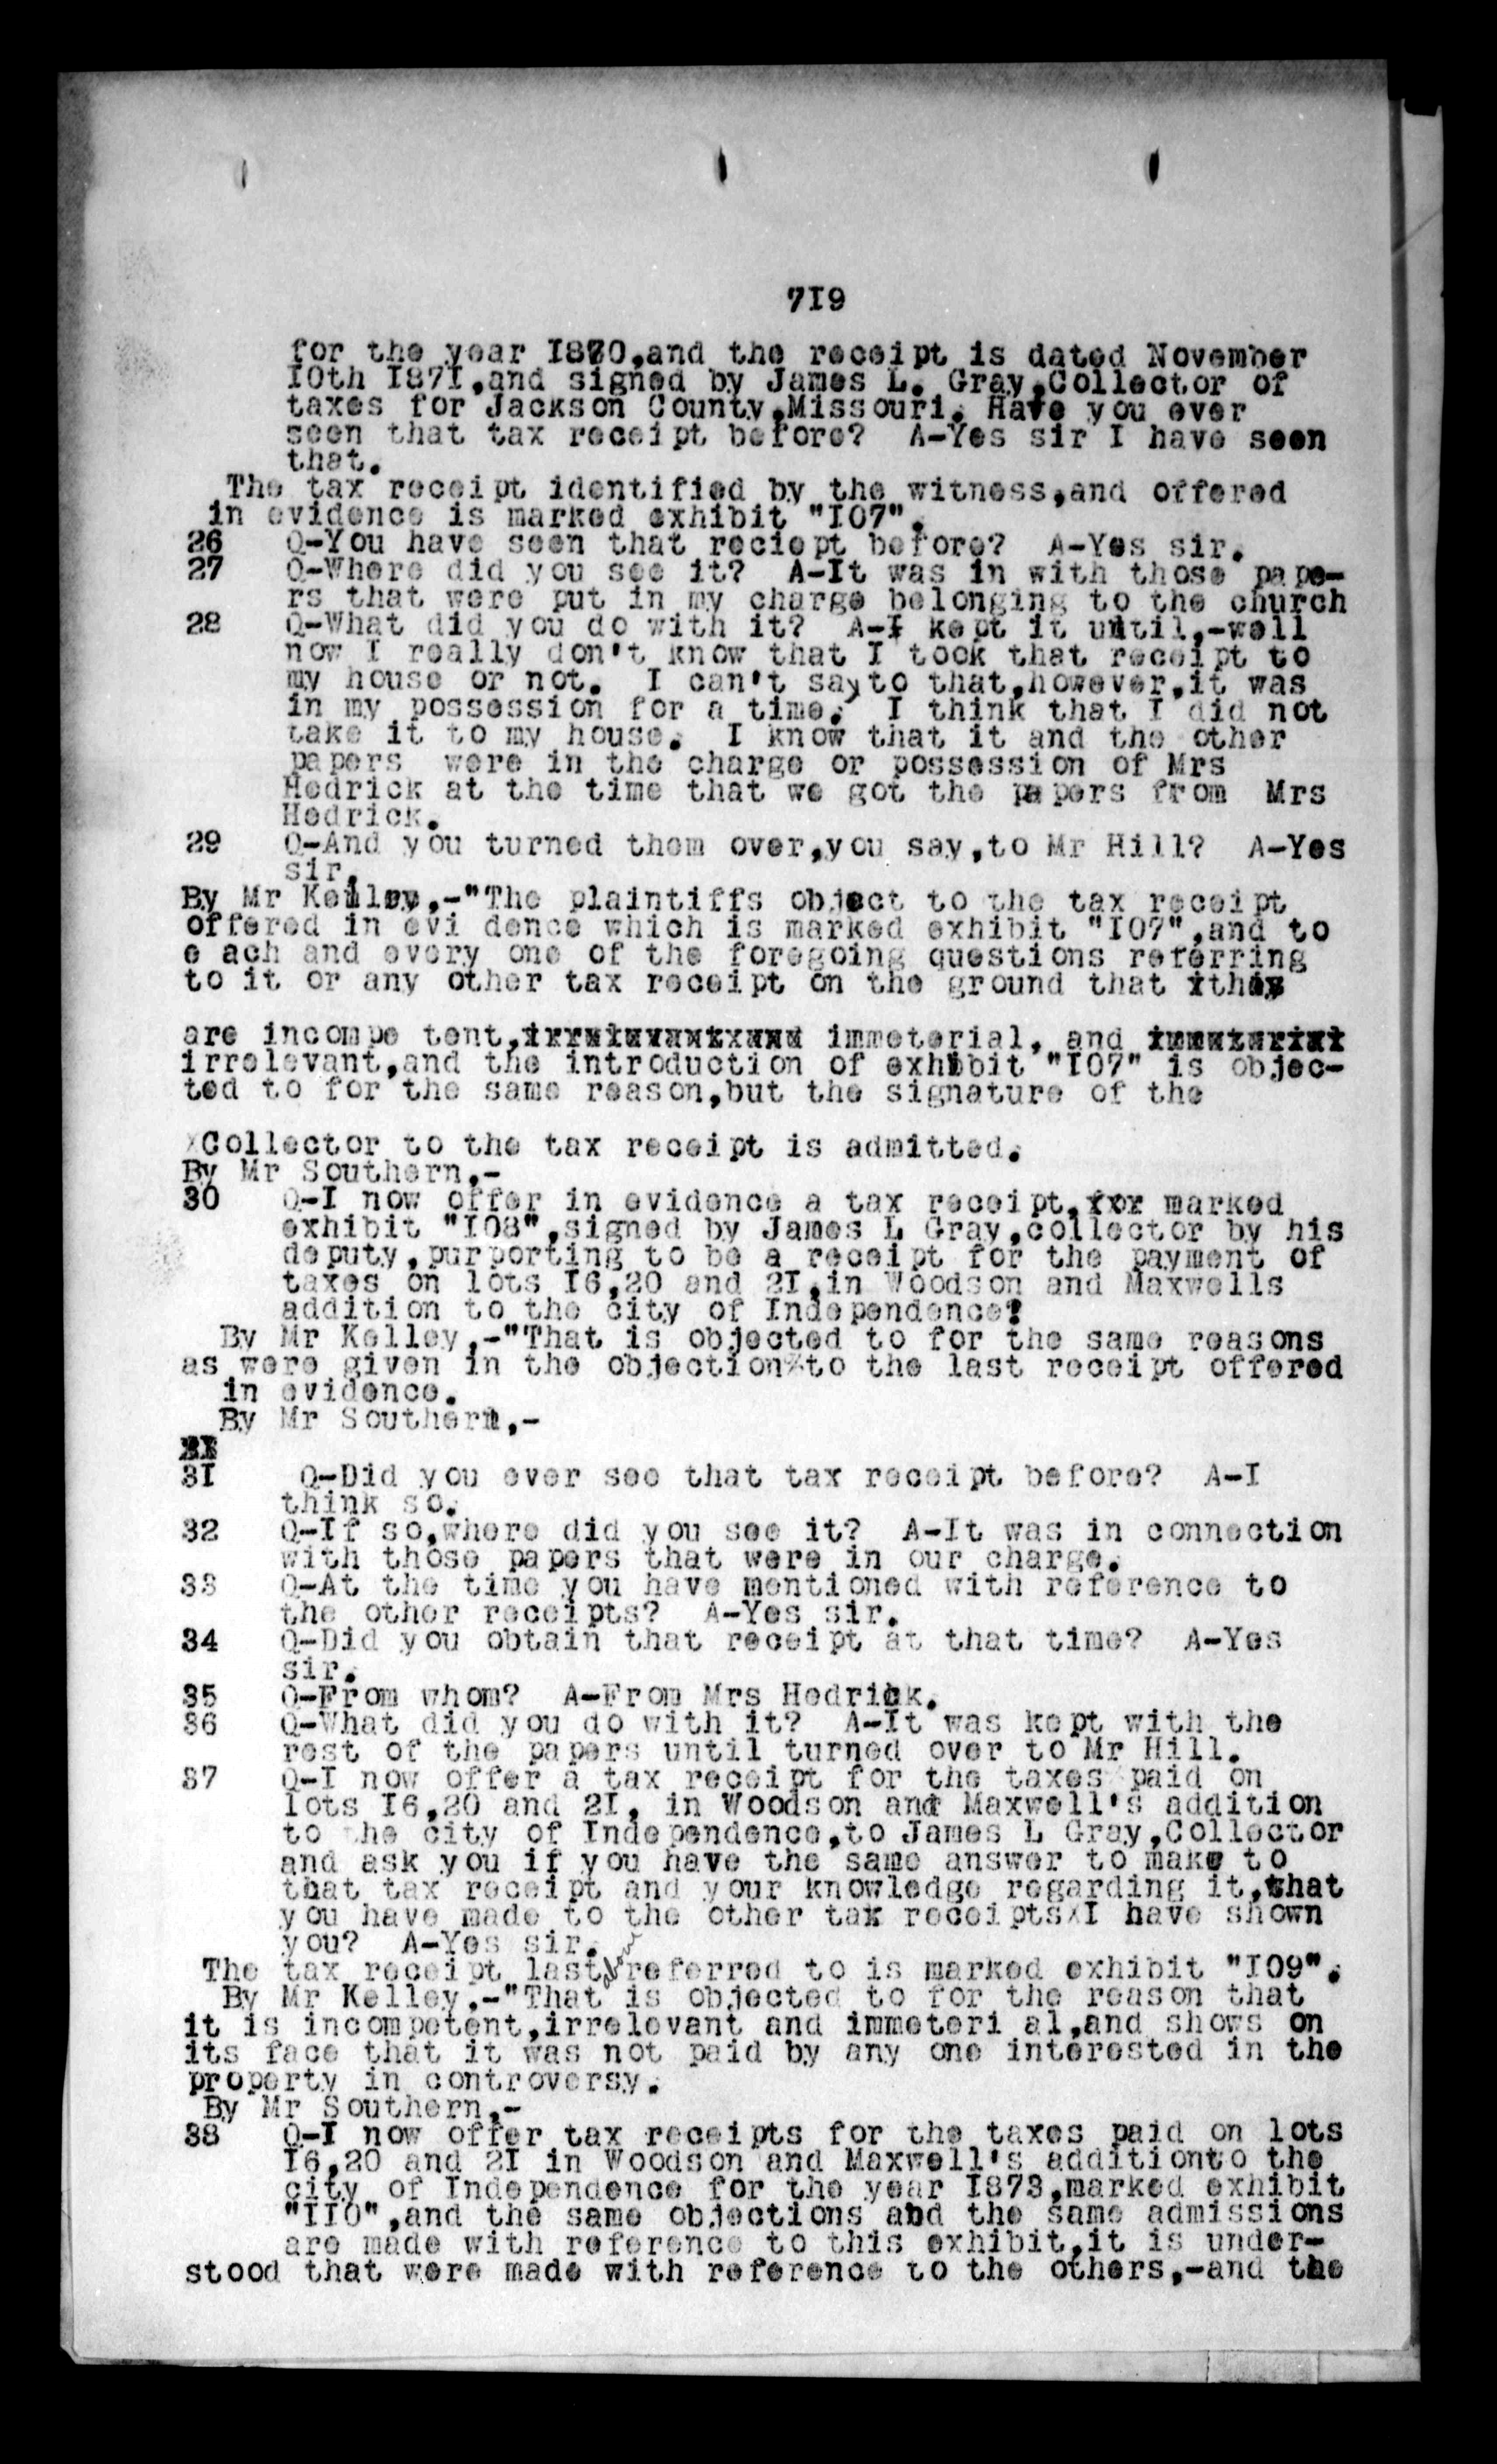 7I9
for the year I870,and the receipt is dated November
I0th I87I,and signed by James L. Gray,Collector of
taxes for Jackson County,Missouri. Have you ever
seen that tax receipt before? A-Yes sir I have seen
that.
The tax receipt identified by the witness,and offered
in evidence is marked exhibit "I07".
26 Q-You have seen that reciept before? A-Yes sir.
27 Q-Where did you see it? A-It was in with those pape-
rs that were put in my charge belonging to the church
28 Q-What did you do with it? A-I kept it until,-well
now I really don't know that I took that receipt to
my house or not. I can't say to that,however,it was
in my possession for a time. I think that I did not
take it to my house. I know that it and the other
papers were in the charge or possession of Mrs
Hedrick at the time that we got the papers from Mrs
Hedrick.
29 Q-And you turned them over,you say,to Mr Hill? A-Yes
sir.
By Mr Kelley,-"The plaintiffs object to the tax receipt
offered in evi dence which is marked exhibit "I07",and to
e ach and every one of the foregoing questions referring
to it or any other tax receipt on the ground that they
are incompe tent, immeterial, and
irrelevant,and the introduction of exhibit "I07" is objec-
ted to for the same reason,but the signature of the
Collector to the tax receipt is admitted.
By Mr Southern,-
30 Q-I now offer in evidence a tax receipt, marked
exhibit "I08",signed by James L Gray,collector by his
deputy,purporting to be a receipt for the payment of
taxes on lots I6,20 and 2I,in Woodson and Maxwells
addition to the city of Independence?
By Mr Kelley,-"That is objected to for the same reasons
as were given in the objection to the last receipt offered
in evidence.
By Mr Southern,-
3I Q-Did you ever see that tax receipt before? A-I
think so.
32 Q-If so,where did you see it? A-It was in connection
with those papers that were in our charge.
33 Q-At the time you have mentioned with reference to
the other receipts? A-Yes sir.
34 Q-Did you obtain that receipt at that time? A-Yes
sir.
35 Q-From whom? A-From Mrs Hedrick.
36 Q-What did you do with it? A-It was kept with the
rest of the papers until turned over to Mr Hill.
37 Q-I now offer a tax receipt for the taxes paid on
lots I6,20 and 2I, in Woodson and Maxwell's addition
to the city of Independence,to James L Gray,Collector
and ask you if you have the same answer to make to
that tax receipt and your knowledge regarding it,that
you have made to the other tax receipts I have shown
you? A-Yes sir.
The tax receipt last above referred to is marked exhibit "I09".
By Mr Kelley,-"That is objected to for the reason that
it is incompetent,irrelevant and immeteri al,and shows on
its face that it was not paid by any one interested in the
property in controversy.
By Mr Southern,-
38 Q-I now offer tax receipts for the taxes paid on lots
I6,20 and 2I in Woodson and Maxwell's additionto the
city of Independence for the year I873,marked exhibit
"II0",and the same objections and the same admissions
are made with reference to this exhibit,it is under-
stood that were made with reference to the others,-and the